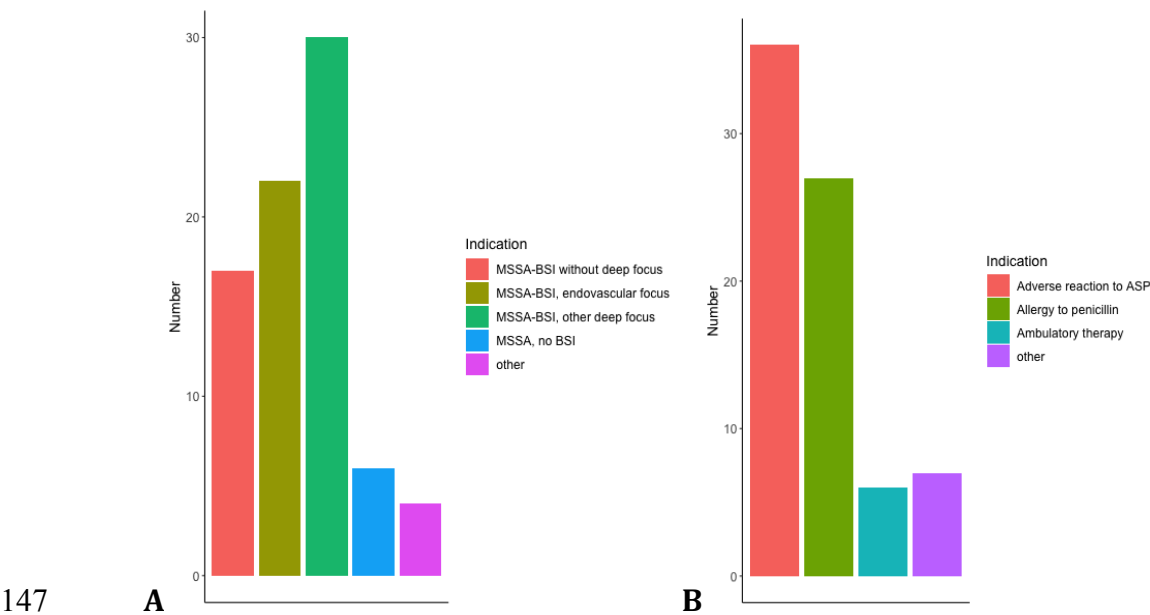 30
20
10
0
Number
Indication
MSSA-BSI without deep focus
MSSA-BSI, endovascular focus
MSSA-BSI, other deep focus
MSSA, no BSI
other
30
20
10
0
Number
Indication
Adverse reaction to ASP
Allergy to penicillin
Ambulatory therapy
other
147 A B